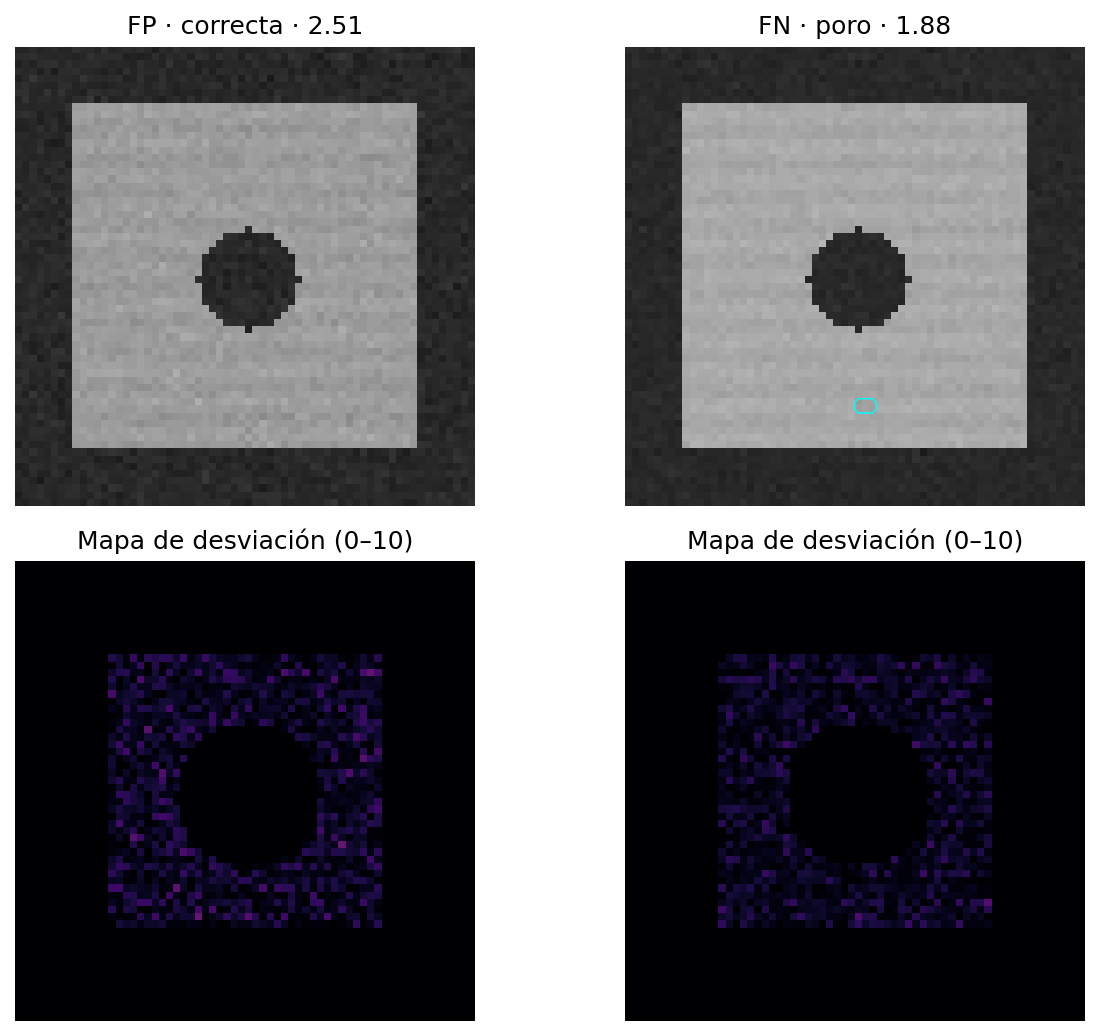 FP · correcta · 2.51
FN · poro · 1.88
Mapa de desviación (0–10)
Mapa de desviación (0–10)